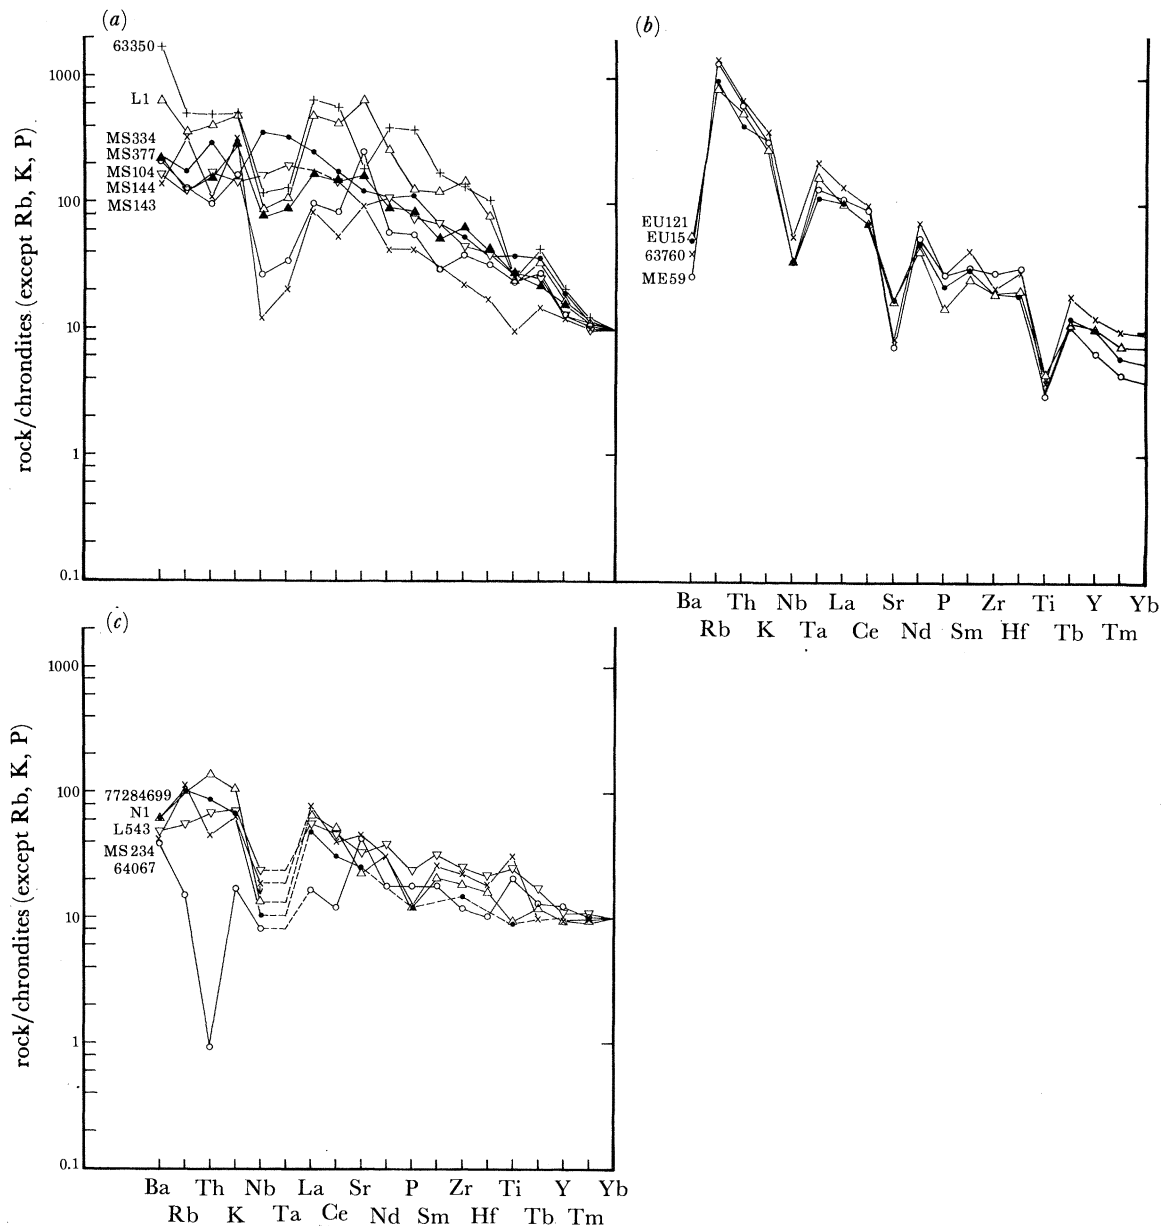 (a)
(b)
rock/chrondites (except Rb, K, P)
1000
100
10
1
0.1
63350
L1
MS334
MS377
MS104
MS144
MS143
EU121
EU15
63760
ME59
Ba Th Nb La Sr P Zr Ti Y Yb
Rb K Ta Ce Nd Sm Hf Tb Tm
(c)
rock/chrondites (except Rb, K, P)
1000
100
10
1
0.1
77284699
N1
L543
MS234
64067
Ba Th Nb La Sr P Zr Ti Y Yb
Rb K Ta Ce Nd Sm Hf Tb Tm